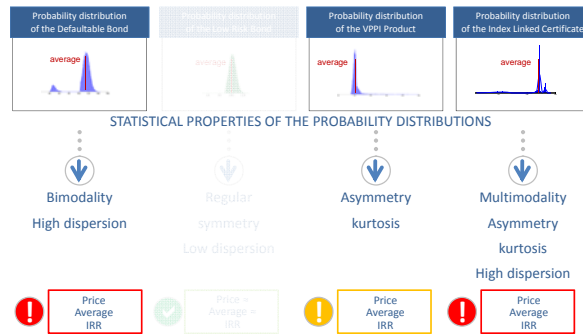 Probability distribution
of the Defaultable Bond
average
Probability distribution
of the Low Risk Bond
average
Probability distribution
of the VPPI Product
average
Probability distribution
of the Index Linked Certificate
average
STATISTICAL PROPERTIES OF THE PROBABILITY DISTRIBUTIONS
Bimodality
High dispersion
Regular
symmetry
Low dispersion
Asymmetry
kurtosis
Multimodality
Asymmetry
kurtosis
High dispersion
Price
Average
IRR
Price =
Average =
IRR
Price
Average
IRR
Price
Average
IRR